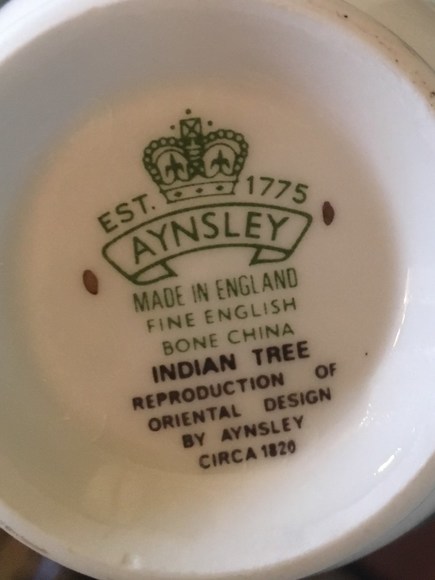 EST. 1775
AYNSLEY
MADE IN ENGLAND
FINE ENGLISH
BONE CHINA
INDIAN TREE
REPRODUCTION OF
ORIENTAL DESIGN
BY AYNSLEY
CIRCA 1820